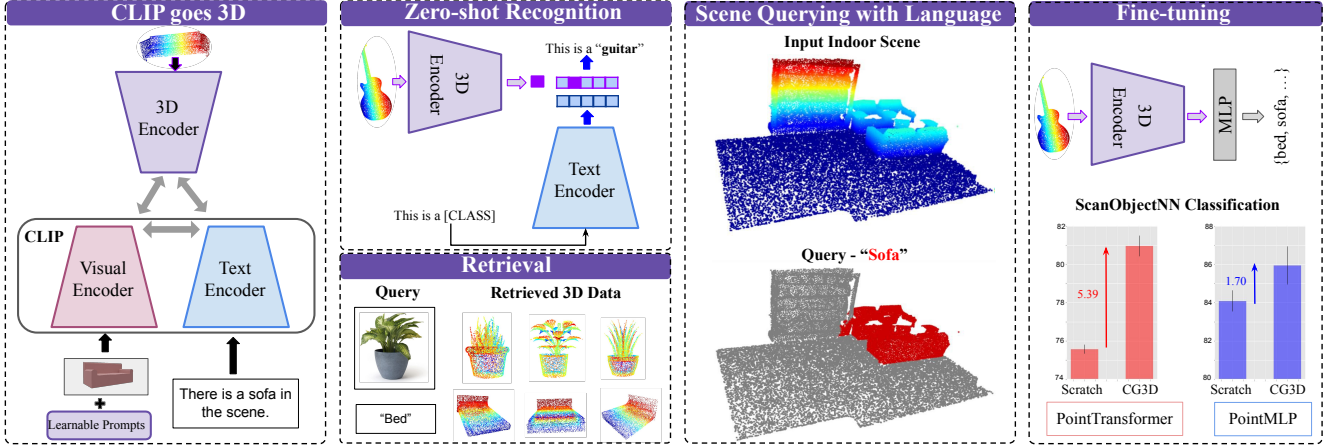 CLIP goes 3D
3D
Encoder
CLIP
Visual
Encoder
Text
Encoder
+
Learnable Prompts
There is a sofa in
the scene.
Zero-shot Recognition
This is a “guitar”
3D
Encoder
Text
Encoder
This is a [CLASS]
Retrieval
Query
Retrieved 3D Data
“Bed”
Scene Querying with Language
Input Indoor Scene
Query - “Sofa”
Fine-tuning
3D
Encoder
MLP
{bed, sofa, …}
ScanObjectNN Classification
82
80
78
76
74
5.39
Scratch
CG3D
PointTransformer
88
86
84
82
80
1.70
Scratch
CG3D
PointMLP